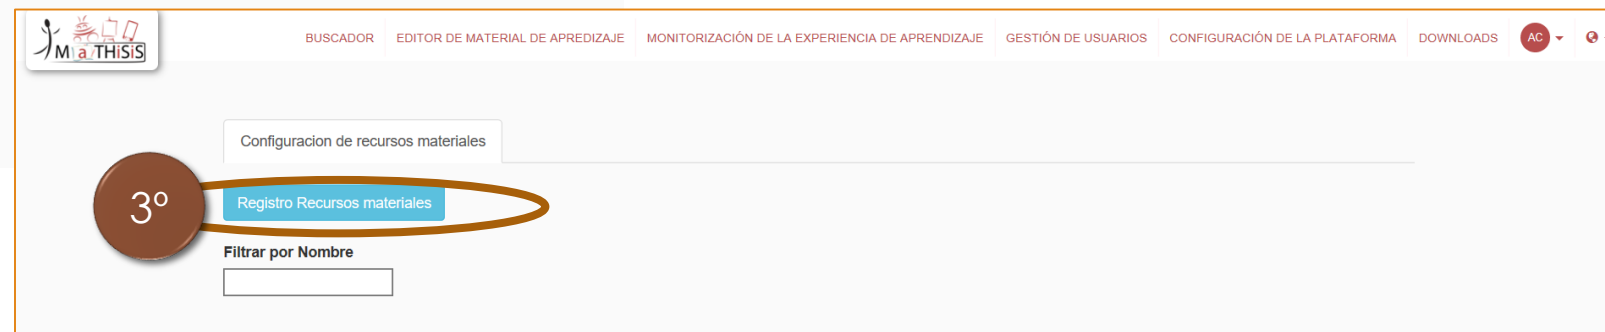 MaTHiSiS
BUSCADOR EDITOR DE MATERIAL DE APREDIZAJE MONITORIZACIÓN DE LA EXPERIENCIA DE APRENDIZAJE GESTIÓN DE USUARIOS CONFIGURACIÓN DE LA PLATAFORMA DOWNLOADS AC
Configuracion de recursos materiales
3º
Registro Recursos materiales
Filtrar por Nombre